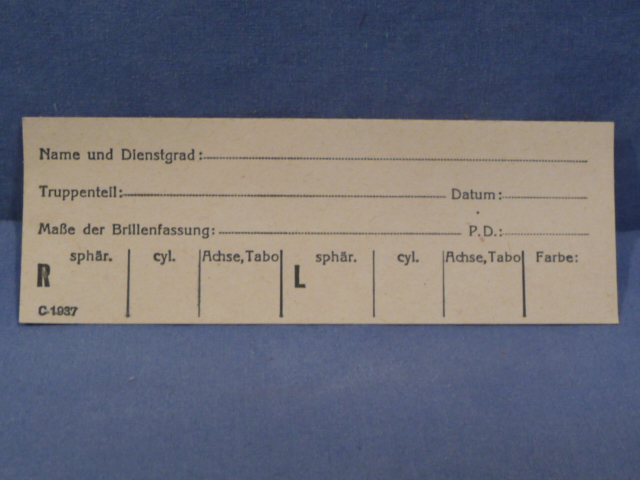 Name und Dienstgrad:
Truppenteil: Datum:
Maße der Brillenfassung: P.D.:
R sphär. cyl. Achse, Tabo L sphär. cyl. Achse, Tabo Farbe:
C-1937